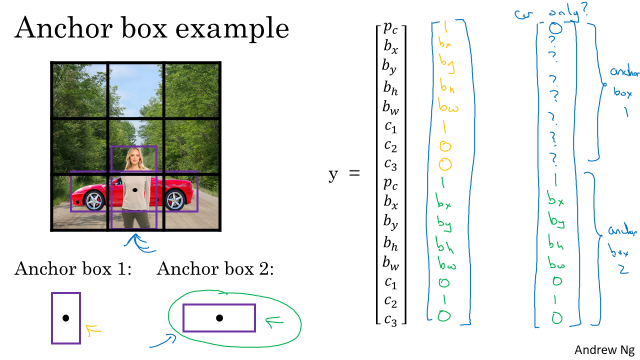 Anchor box example
Anchor box 1:
Anchor box 2:
y =
p_c
b_x
b_y
b_h
b_w
c_1
c_2
c_3
p_c
b_x
b_y
b_h
b_w
c_1
c_2
c_3
1
bx
by
bh
bw
1
0
0
1
bx
by
bh
bw
0
1
0
car only?
0
?
?
?
?
?
?
?
1
bx
by
bh
bw
0
1
0
anchor
box
1
anchor
box
2
Andrew Ng